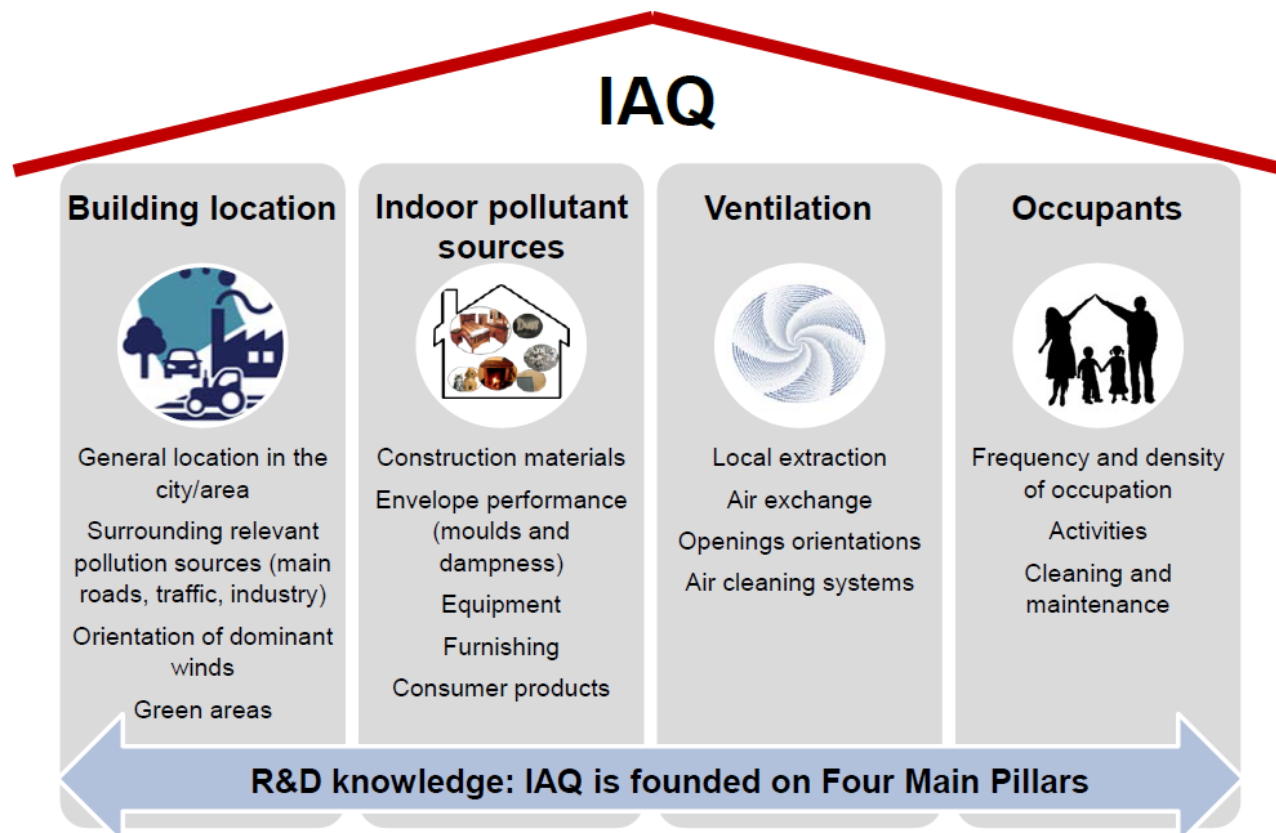 IAQ
Building location
General location in the
city/area
Surrounding relevant
pollution sources (main
roads, traffic, industry)
Orientation of dominant
winds
Green areas
Indoor pollutant
sources
Dust
Construction materials
Envelope performance
(moulds and
dampness)
Equipment
Furnishing
Consumer products
Ventilation
Local extraction
Air exchange
Openings orientations
Air cleaning systems
Occupants
Frequency and density
of occupation
Activities
Cleaning and
maintenance
R&D knowledge: IAQ is founded on Four Main Pillars